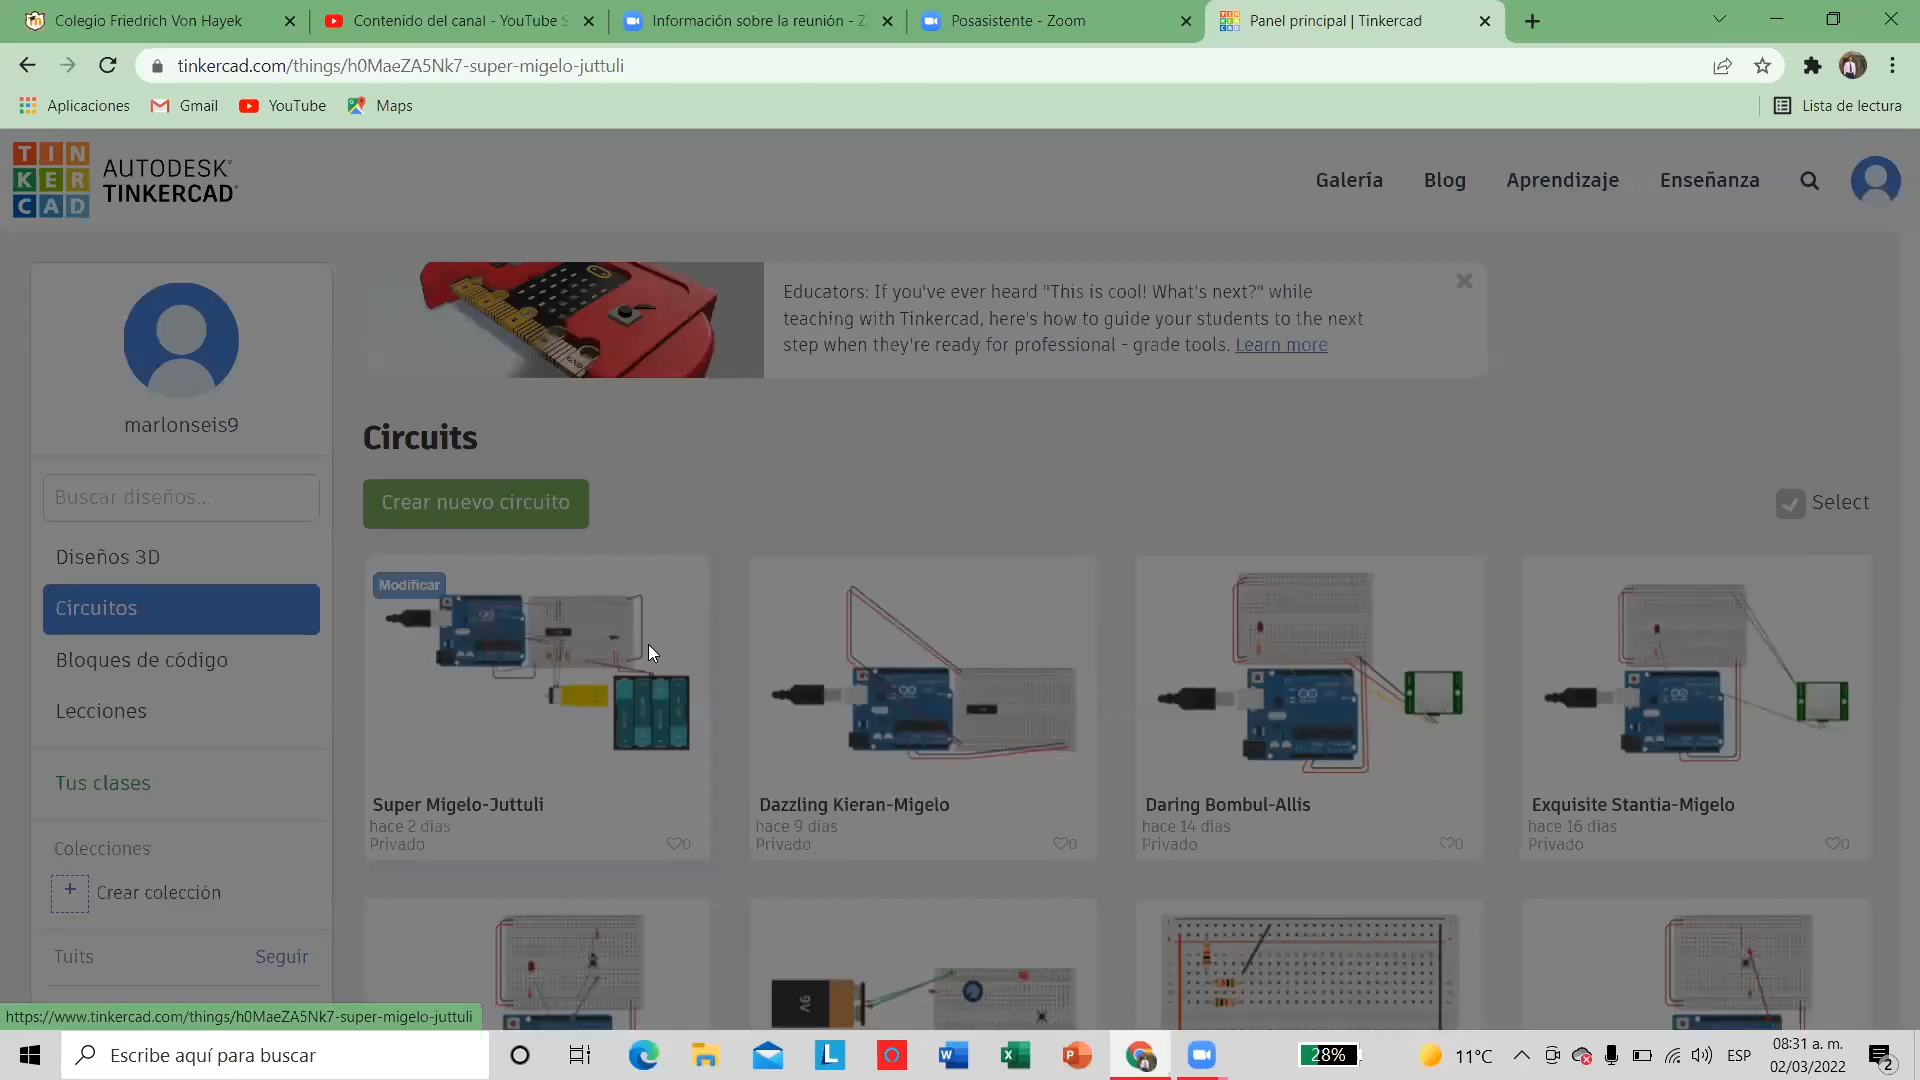 Colegio Friedrich Von Hayek
Contenido del canal - YouTube S
Información sobre la reunión - Z
Posasistente - Zoom
Panel principal | Tinkercad
tinkercad.com/things/h0MaeZA5Nk7-super-migelo-juttuli
Aplicaciones
Gmail
YouTube
Maps
Lista de lectura
TIN
KER
CAD
AUTODESK
TINKERCAD
Galería
Blog
Aprendizaje
Enseñanza
marlonseis9
Buscar diseños...
Diseños 3D
Circuitos
Bloques de código
Lecciones
Tus clases
Colecciones
+ Crear colección
Tuits
Seguir
Educators: If you've ever heard "This is cool! What's next?" while
teaching with Tinkercad, here's how to guide your students to the next
step when they're ready for professional - grade tools. Learn more
Circuits
Crear nuevo circuito
Select
Modificar
Super Migelo-Juttuli
hace 2 días
Privado
0
Dazzling Kieran-Migelo
hace 9 días
Privado
0
Daring Bombul-Allis
hace 14 días
Privado
0
Exquisite Stantia-Migelo
hace 16 días
Privado
0
9V
https://www.tinkercad.com/things/h0MaeZA5Nk7-super-migelo-juttuli
Escribe aquí para buscar
28%
11°C
ESP
08:31 a. m.
02/03/2022
2